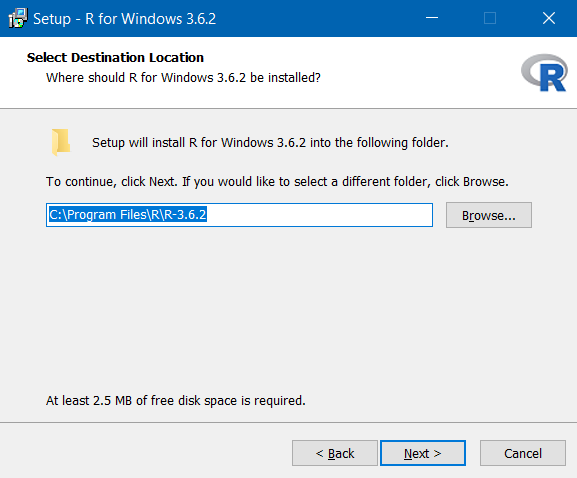 Setup - R for Windows 3.6.2
Select Destination Location
Where should R for Windows 3.6.2 be installed?
R
Setup will install R for Windows 3.6.2 into the following folder.
To continue, click Next. If you would like to select a different folder, click Browse.
C:\Program Files\R\R-3.6.2
Browse...
At least 2.5 MB of free disk space is required.
< Back
Next >
Cancel